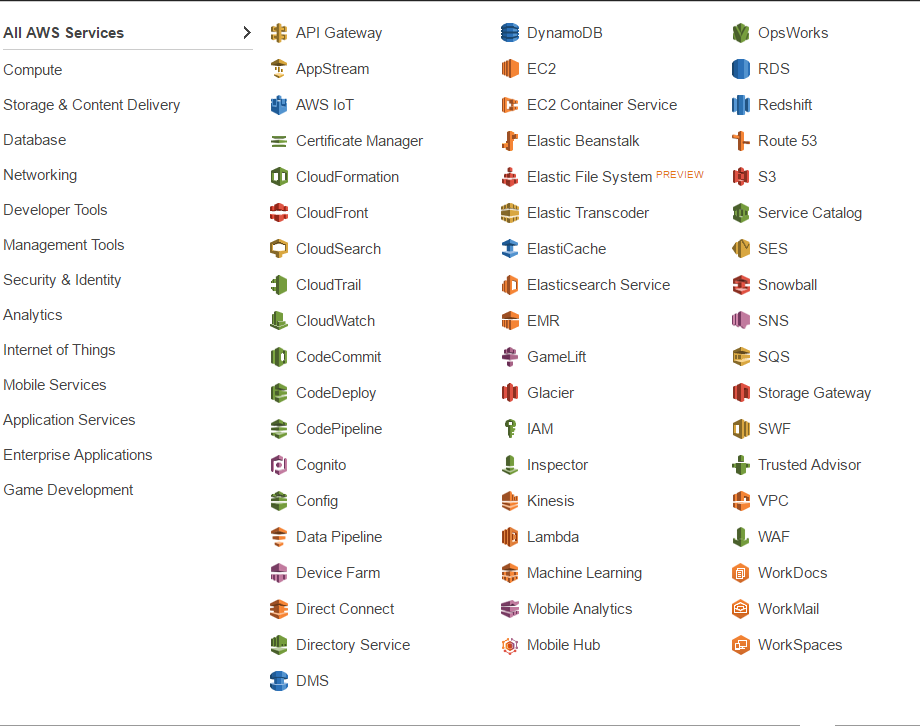 All AWS Services
Compute
Storage & Content Delivery
Database
Networking
Developer Tools
Management Tools
Security & Identity
Analytics
Internet of Things
Mobile Services
Application Services
Enterprise Applications
Game Development
API Gateway
AppStream
AWS IoT
Certificate Manager
CloudFormation
CloudFront
CloudSearch
CloudTrail
CloudWatch
CodeCommit
CodeDeploy
CodePipeline
Cognito
Config
Data Pipeline
Device Farm
Direct Connect
Directory Service
DMS
DynamoDB
EC2
EC2 Container Service
Elastic Beanstalk
Elastic File System PREVIEW
Elastic Transcoder
ElastiCache
Elasticsearch Service
EMR
GameLift
Glacier
IAM
Inspector
Kinesis
Lambda
Machine Learning
Mobile Analytics
Mobile Hub
OpsWorks
RDS
Redshift
Route 53
S3
Service Catalog
SES
Snowball
SNS
SQS
Storage Gateway
SWF
Trusted Advisor
VPC
WAF
WorkDocs
WorkMail
WorkSpaces